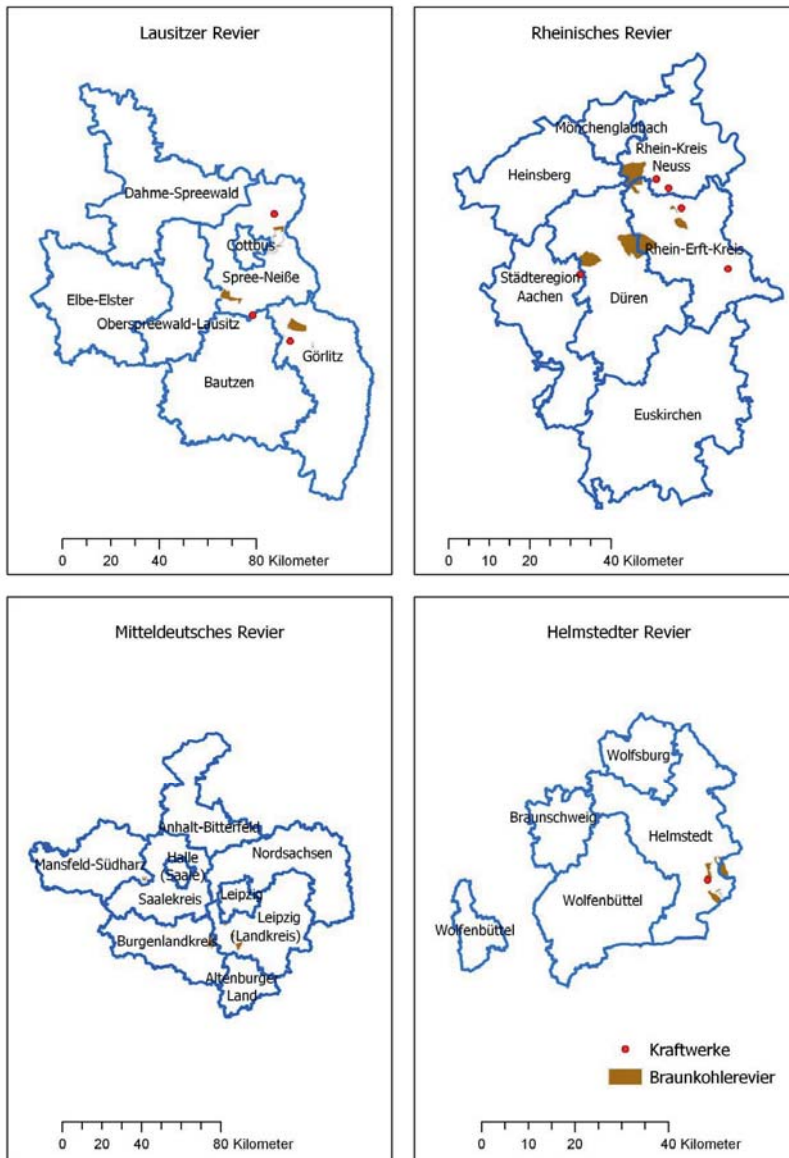 Lausitzer Revier
Dahme-Spreewald
Cottbus
Spree-Neiße
Elbe-Elster
Oberspreewald-Lausitz
Görlitz
Bautzen
0 20 40 80 Kilometer
Rheinisches Revier
Mönchengladbach
Rhein-Kreis
Neuss
Heinsberg
Rhein-Erft-Kreis
Städteregion
Aachen
Düren
Euskirchen
0 10 20 40 Kilometer
Mitteldeutsches Revier
Anhalt-Bitterfeld
Mansfeld-Südharz
Halle
(Saale)
Nordsachsen
Saalekreis
Leipzig
Leipzig
(Landkreis)
Burgenlandkreis
Altenburger
Land
0 20 40 80 Kilometer
Helmstedter Revier
Wolfsburg
Braunschweig
Helmstedt
Wolfenbüttel
Wolfenbüttel
Kraftwerke
Braunkohlerevier
0 10 20 40 Kilometer